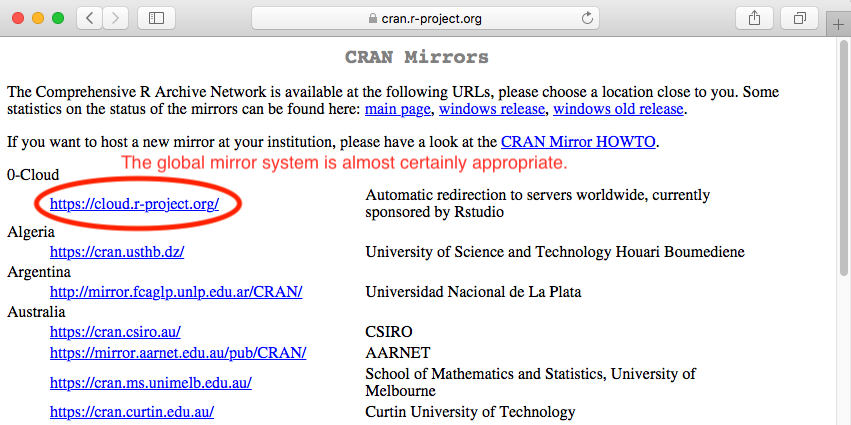 cran.r-project.org
CRAN Mirrors
The Comprehensive R Archive Network is available at the following URLs, please choose a location close to you. Some
statistics on the status of the mirrors can be found here: main page, windows release, windows old release.
If you want to host a new mirror at your institution, please have a look at the CRAN Mirror HOWTO.
The global mirror system is almost certainly appropriate.
0-Cloud
https://cloud.r-project.org/
Automatic redirection to servers worldwide, currently
sponsored by Rstudio
Algeria
https://cran.usthb.dz/
University of Science and Technology Houari Boumediene
Argentina
http://mirror.fcaglp.unlp.edu.ar/CRAN/
Universidad Nacional de La Plata
Australia
https://cran.csiro.au/
CSIRO
https://mirror.aarnet.edu.au/pub/CRAN/
AARNET
https://cran.ms.unimelb.edu.au/
School of Mathematics and Statistics, University of
Melbourne
https://cran.curtin.edu.au/
Curtin University of Technology